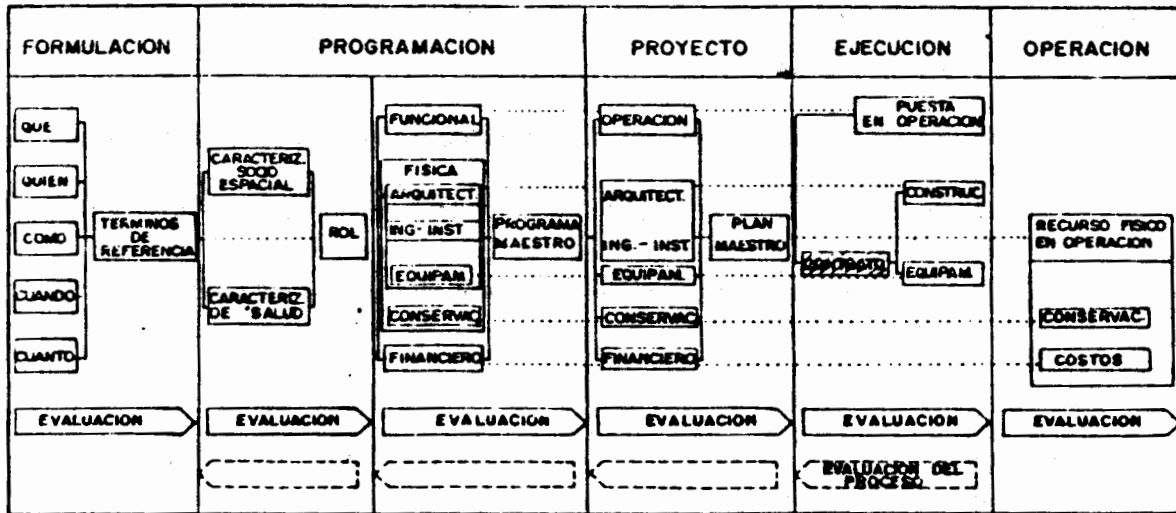 FORMULACION
PROGRAMACION
PROYECTO
EJECUCION
OPERACION
QUE
QUIEN
COMO
CUANDO
CUANTO
TERMINOS
DE
REFERENCIA
CARACTERIZ.
SOCIO
ESPACIAL
CARACTERIZ.
DE SALUD
ROL
FUNCIONAL
FISICA
ARQUITECT.
ING-INST
EQUIPAM.
CONSERVAC
FINANCIERO
PROGRAMA
MAESTRO
OPERACION
ARQUITECT.
ING.-INST
EQUIPAM.
CONSERVAC
FINANCIERO
PLAN
MAESTRO
PUESTA
EN OPERACION
CONTRATO
CONSTRUC.
EQUIPAM.
RECURSO FISICO
EN OPERACION
CONSERVAC.
COSTOS
EVALUACION
EVALUACION
EVALUACION
EVALUACION
EVALUACION
EVALUACION
EVALUACION DEL
PROCESO